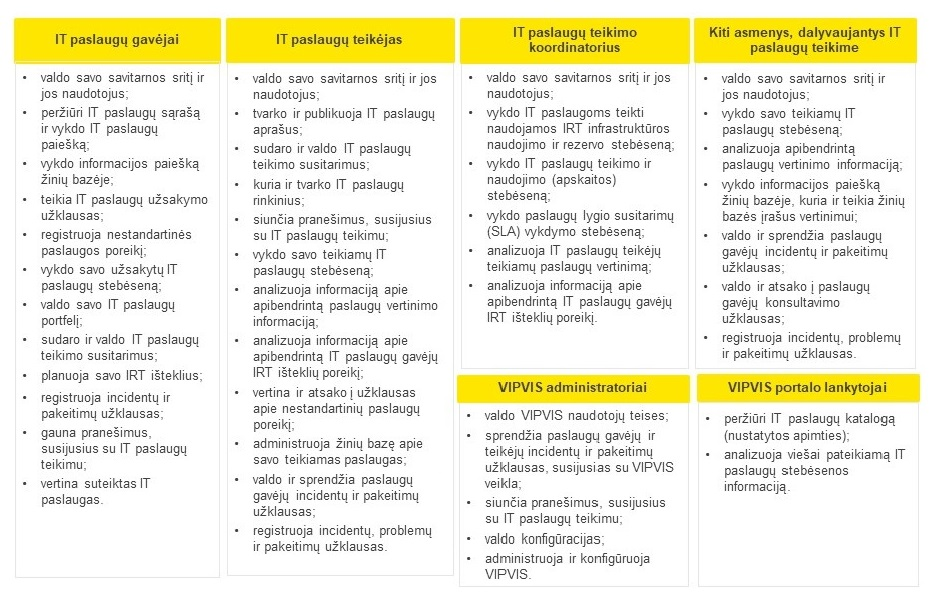 IT paslaugų gavėjai
• valdo savo savitarnos sritį ir
jos naudotojus;
• peržiūri IT paslaugų sąrašą
ir vykdo IT paslaugų
paiešką;
• vykdo informacijos paiešką
žinių bazėje;
• teikia IT paslaugų užsakymo
užklausas;
• registruoja nestandartinės
paslaugos poreikį;
• vykdo savo užsakytų IT
paslaugų stebėseną;
• valdo savo IT paslaugų
portfelį;
• sudaro ir valdo IT paslaugų
teikimo susitarimus;
• planuoja savo IRT išteklius;
• registruoja incidentų ir
pakeitimų užklausas;
• gauna pranešimus,
susijusius su IT paslaugų
teikimu;
• vertina suteiktas IT
paslaugas.
IT paslaugų teikėjas
• valdo savo savitarnos sritį ir jos
naudotojus;
• tvarko ir publikuoja IT paslaugų
aprašus;
• sudaro ir valdo IT paslaugų
teikimo susitarimus;
• kuria ir tvarko IT paslaugų
rinkinius;
• siunčia pranešimus, susijusius
su IT paslaugų teikimu;
• vykdo savo teikiamų IT
paslaugų stebėseną;
• analizuoja informaciją apie
apibendrintą paslaugų vertinimo
informaciją;
• analizuoja informaciją apie
apibendrintą IT paslaugų gavėjų
IRT išteklių poreikį;
• vertina ir atsako į užklausas
apie nestandartinių paslaugų
poreikį;
• administruoja žinių bazę apie
savo teikiamas paslaugas;
• valdo ir sprendžia paslaugų
gavėjų incidentų ir pakeitimų
užklausas;
• registruoja incidentų, problemų
ir pakeitimų užklausas.
IT paslaugų teikimo
koordinatorius
• valdo savo savitarnos sritį ir jos
naudotojus;
• vykdo IT paslaugoms teikti
naudojamos IRT infrastruktūros
naudojimo ir rezervo stebėseną;
• vykdo IT paslaugų teikimo ir
naudojimo (apskaitos)
stebėseną;
• vykdo paslaugų lygio susitarimų
(SLA) vykdymo stebėseną;
• analizuoja IT paslaugų teikėjų
teikiamų paslaugų vertinimą;
• analizuoja informaciją apie
apibendrintą IT paslaugų gavėjų
IRT išteklių poreikį.
Kiti asmenys, dalyvaujantys IT
paslaugų teikime
• valdo savo savitarnos sritį ir
jos naudotojus;
• vykdo savo teikiamų IT
paslaugų stebėseną;
• analizuoja apibendrintą
paslaugų vertinimo informaciją;
• vykdo informacijos paiešką
žinių bazėje, kuria ir teikia žinių
bazės įrašus vertinimui;
• valdo ir sprendžia paslaugų
gavėjų incidentų ir pakeitimų
užklausas;
• valdo ir atsako į paslaugų
gavėjų konsultavimo
užklausas;
• registruoja incidentų, problemų
ir pakeitimų užklausas.
VIPVIS administratoriai
• valdo VIPVIS naudotojų teises;
• sprendžia paslaugų gavėjų ir
teikėjų incidentų ir pakeitimų
užklausas, susijusias su VIPVIS
veikla;
• siunčia pranešimus, susijusius
su IT paslaugų teikimu;
• valdo konfigūracijas;
• administruoja ir konfigūruoja
VIPVIS.
VIPVIS portalo lankytojai
• peržiūri IT paslaugų katalogą
(nustatytos apimties);
• analizuoja viešai pateikiamą IT
paslaugų stebėsenos
informaciją.